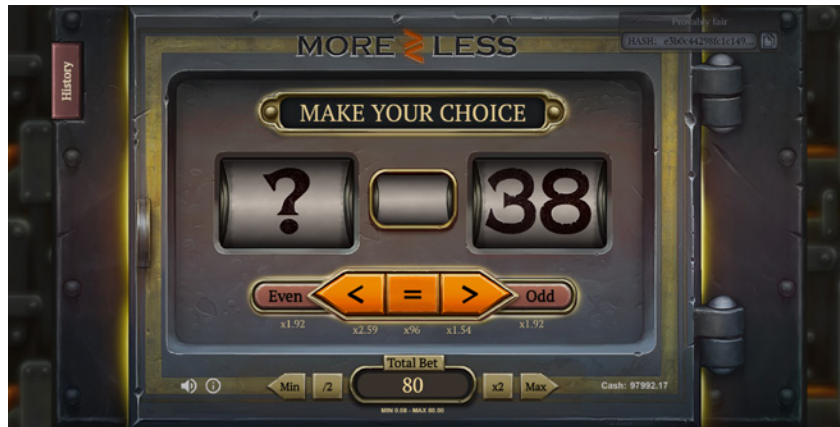 Provably fair
MORE LESS
HASH: e3b0c44298fc1c149...
History
MAKE YOUR CHOICE
? 38
Even < = > Odd
x1.92 x2.59 x96 x1.54 x1.92
Total Bet
Min /2 80 x2 Max
Cash: 97992.17
MIN 0.08 - MAX 80.00